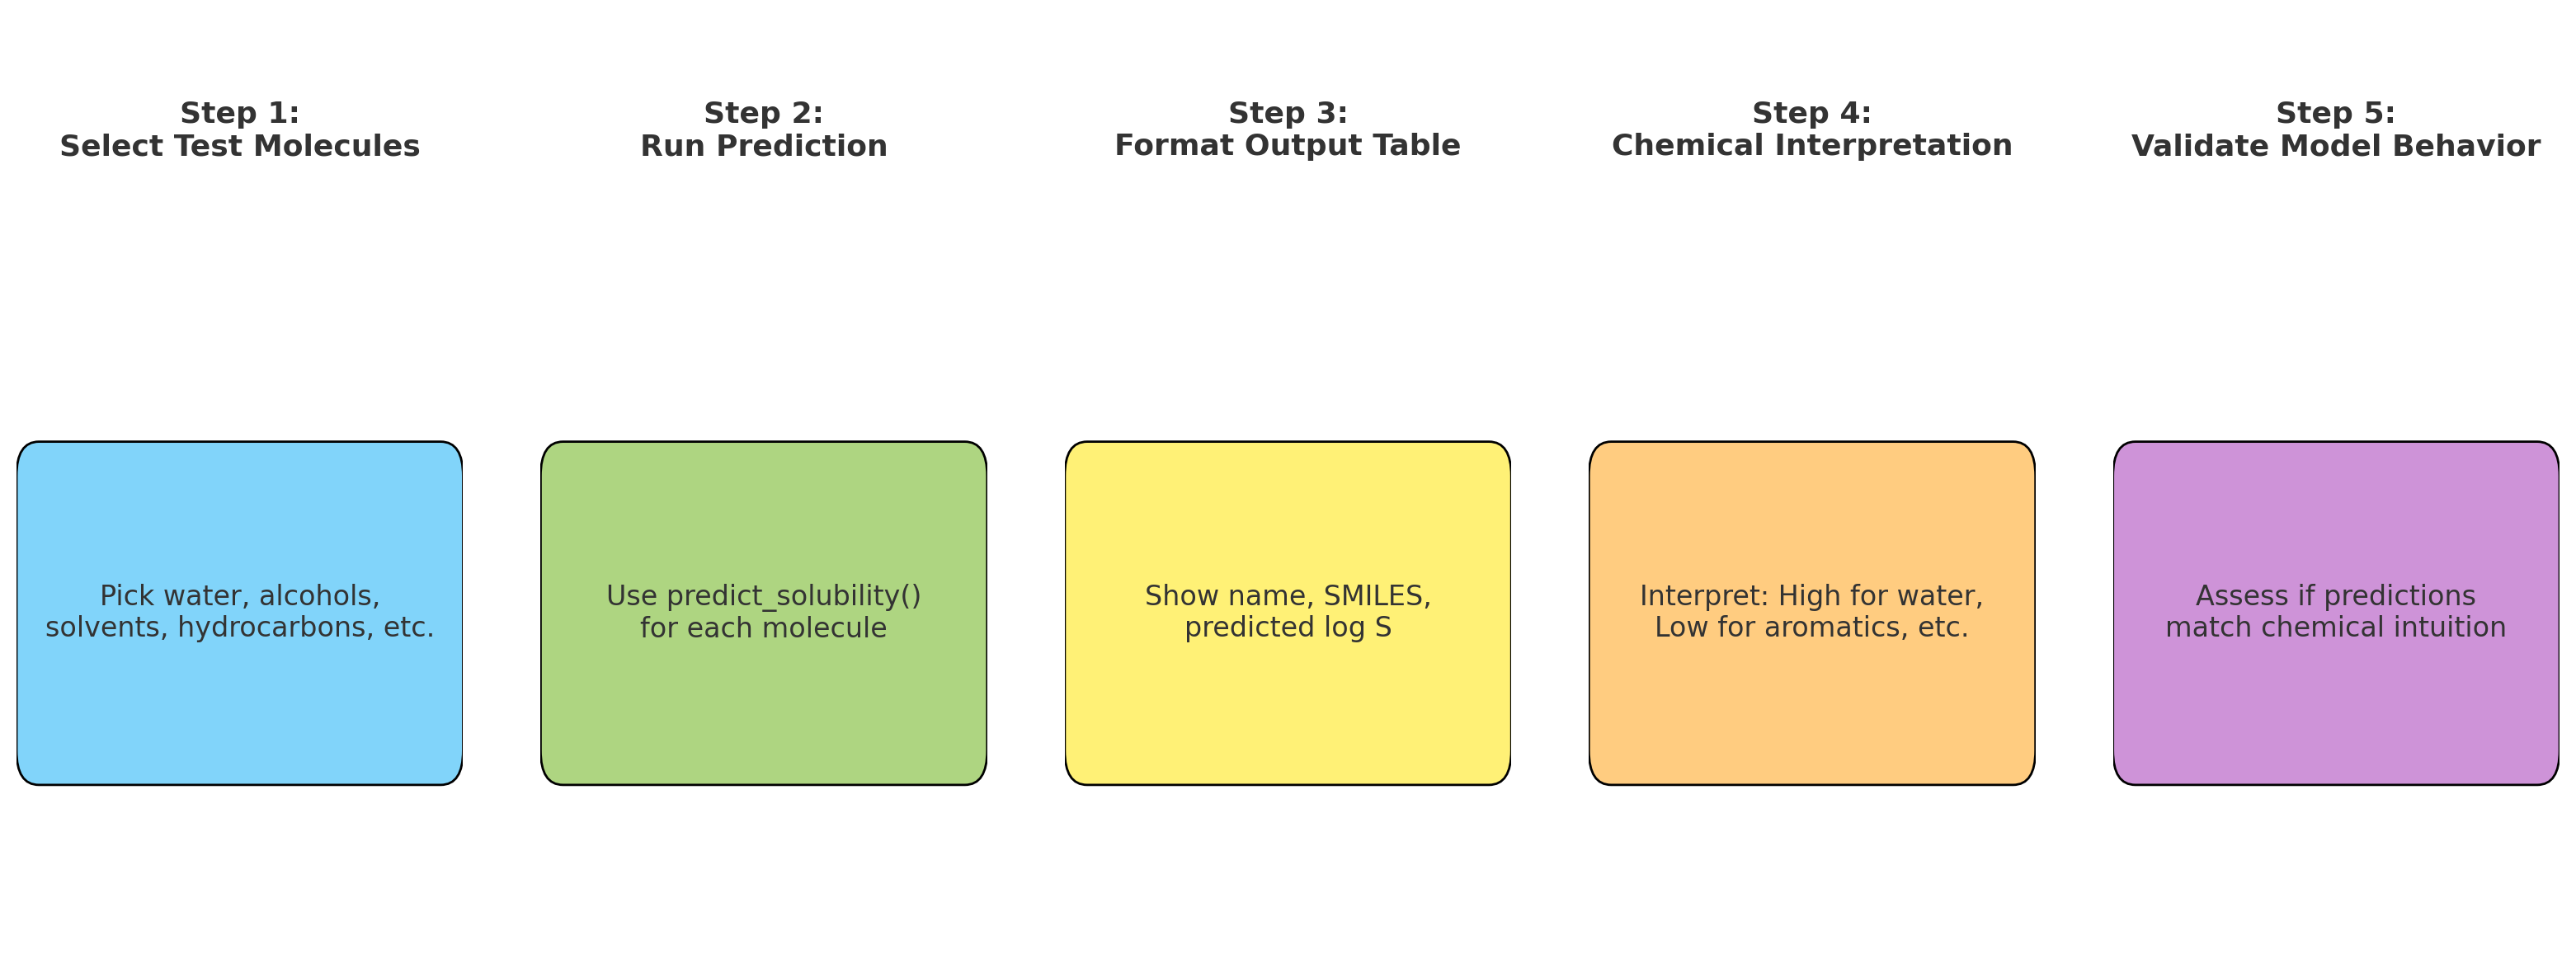 Step 1:
Select Test Molecules
Pick water, alcohols,
solvents, hydrocarbons, etc.
Step 2:
Run Prediction
Use predict_solubility()
for each molecule
Step 3:
Format Output Table
Show name, SMILES,
predicted log S
Step 4:
Chemical Interpretation
Interpret: High for water,
Low for aromatics, etc.
Step 5:
Validate Model Behavior
Assess if predictions
match chemical intuition